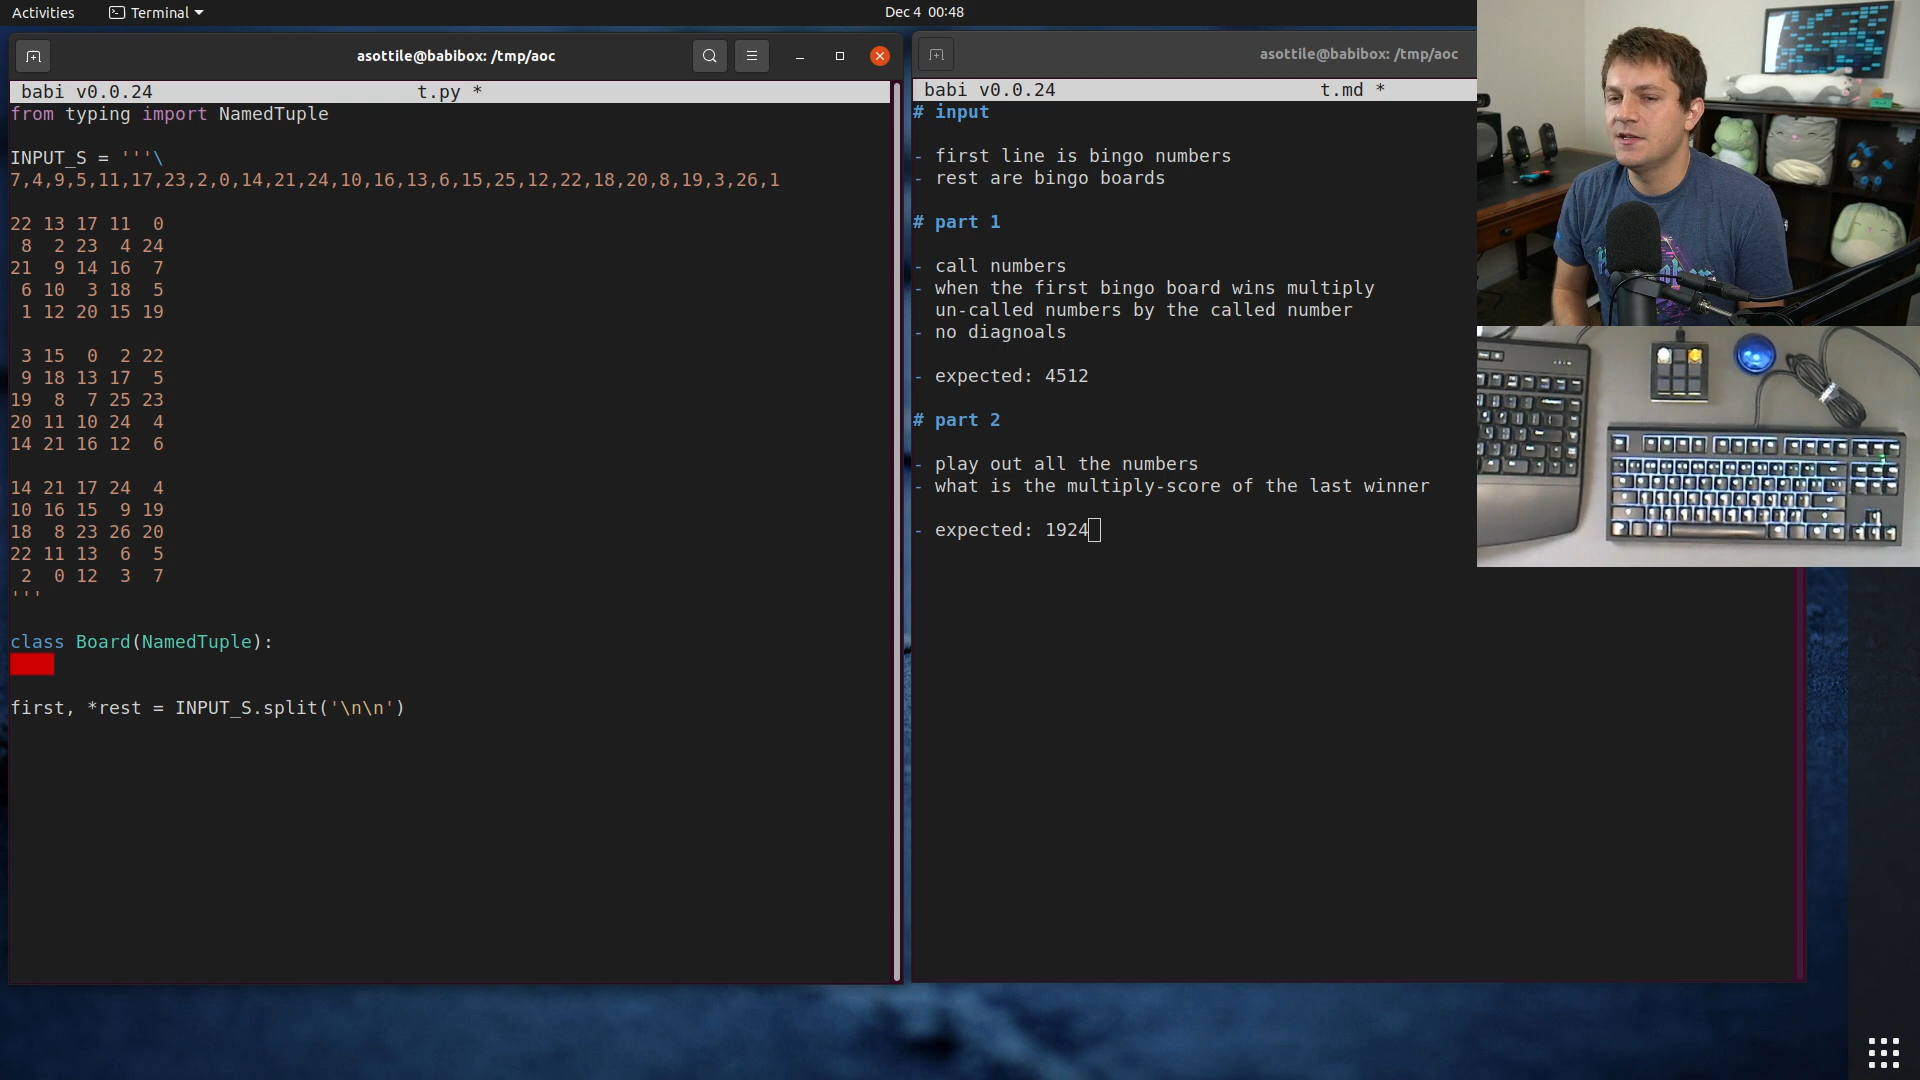 Activities
Terminal
Dec 4 00:48
asottile@babibox: /tmp/aoc
babi v0.0.24 t.py *
from typing import NamedTuple
INPUT_S = '''\
7,4,9,5,11,17,23,2,0,14,21,24,10,16,13,6,15,25,12,22,18,20,8,19,3,26,1
22 13 17 11  0
 8  2 23  4 24
21  9 14 16  7
 6 10  3 18  5
 1 12 20 15 19
 3 15  0  2 22
 9 18 13 17  5
19  8  7 25 23
20 11 10 24  4
14 21 16 12  6
14 21 17 24  4
10 16 15  9 19
18  8 23 26 20
22 11 13  6  5
 2  0 12  3  7
'''
class Board(NamedTuple):
first, *rest = INPUT_S.split('\n\n')
asottile@babibox: /tmp/aoc
babi v0.0.24 t.md *
# input
- first line is bingo numbers
- rest are bingo boards
# part 1
- call numbers
- when the first bingo board wins multiply
un-called numbers by the called number
- no diagnoals
- expected: 4512
# part 2
- play out all the numbers
- what is the multiply-score of the last winner
- expected: 1924